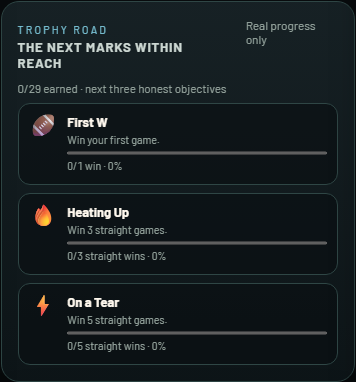 TROPHY ROAD
Real progress
only
THE NEXT MARKS WITHIN
REACH
0/29 earned · next three honest objectives
First W
Win your first game.
0/1 win · 0%
Heating Up
Win 3 straight games.
0/3 straight wins · 0%
On a Tear
Win 5 straight games.
0/5 straight wins · 0%